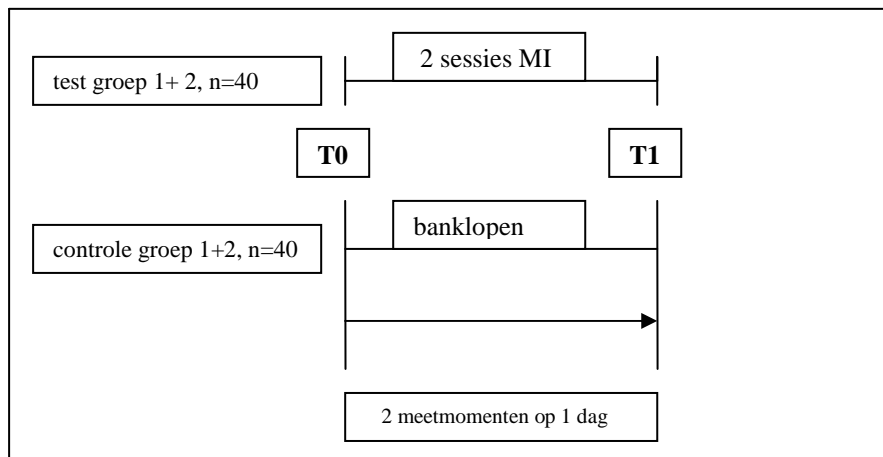 2 sessies MI
test groep 1+ 2, n=40
T0
T1
banklopen
controle groep 1+2, n=40
2 meetmomenten op 1 dag